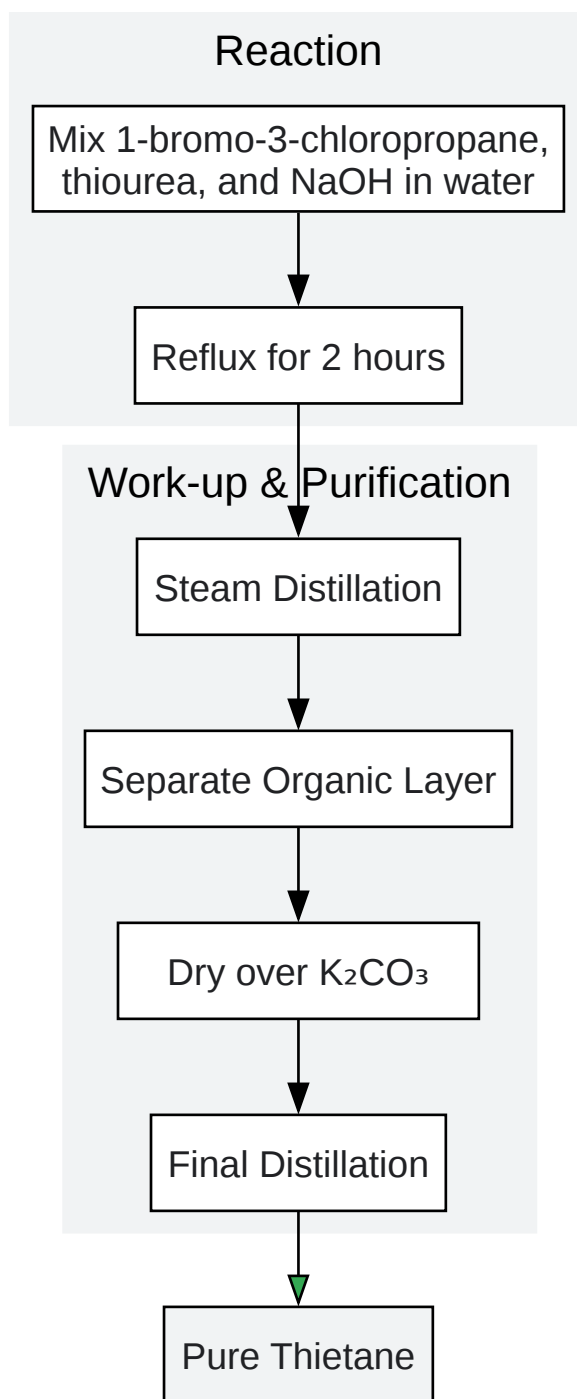 Reaction
Mix 1-bromo-3-chloropropane,
thiourea, and NaOH in water
Reflux for 2 hours
Work-up & Purification
Steam Distillation
Separate Organic Layer
Dry over K₂CO₃
Final Distillation
Pure Thietane